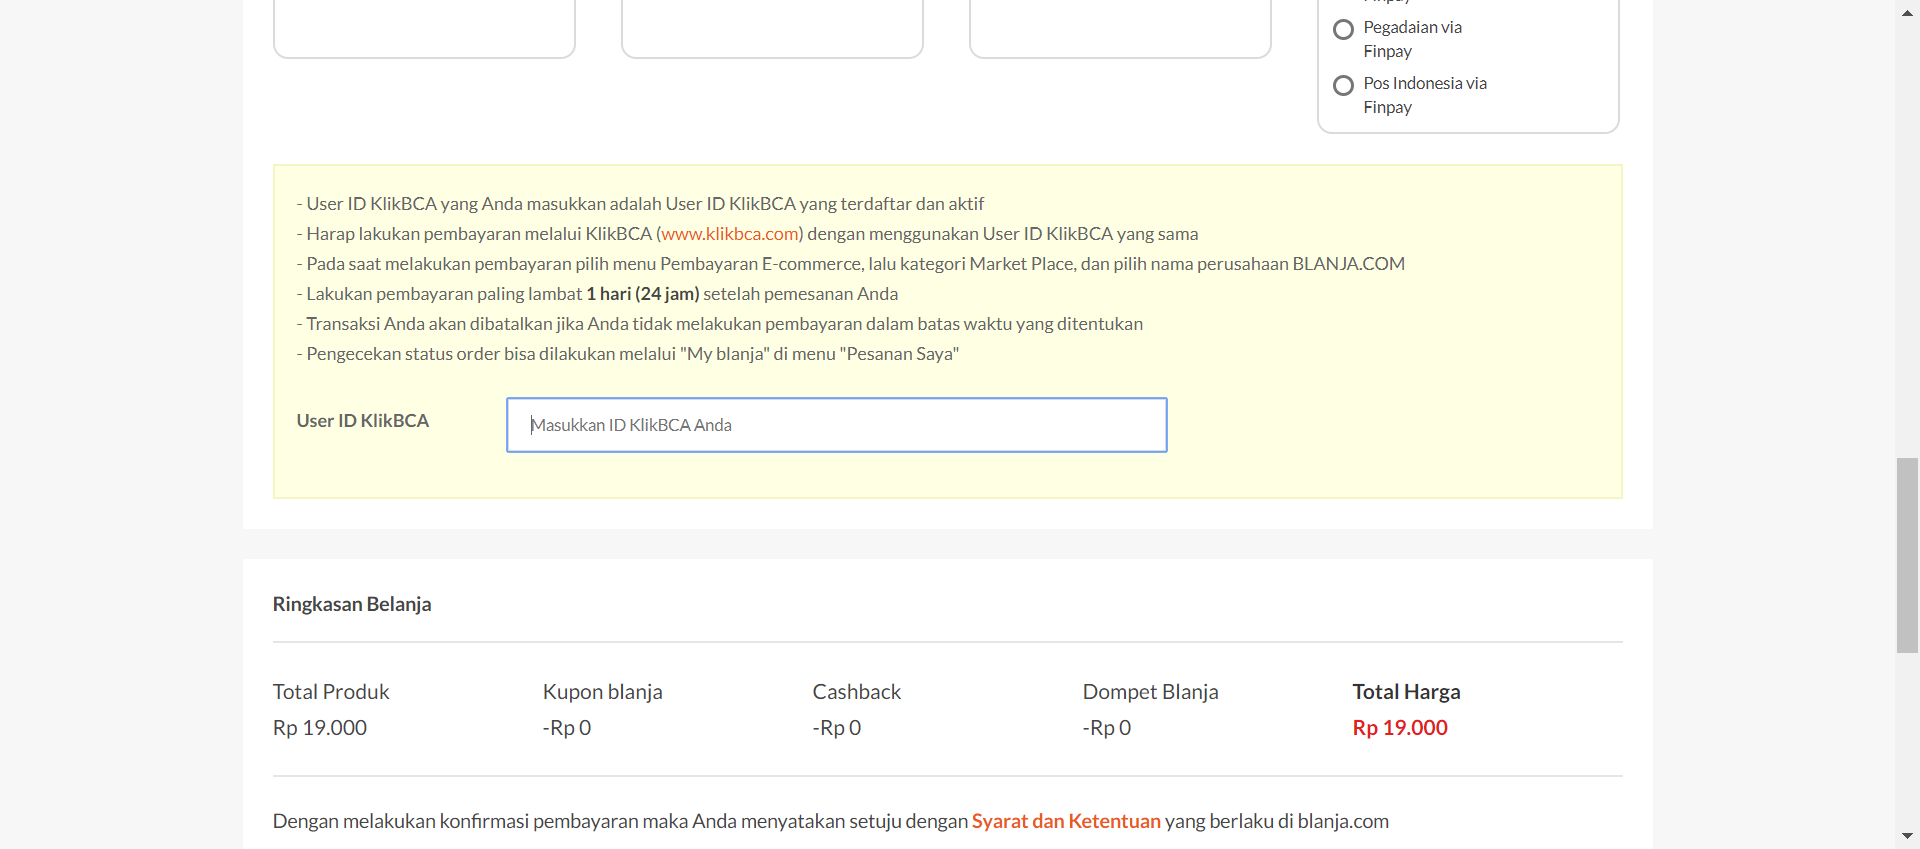 Pegadaian via
Finpay
Pos Indonesia via
Finpay
- User ID KlikBCA yang Anda masukkan adalah User ID KlikBCA yang terdaftar dan aktif
- Harap lakukan pembayaran melalui KlikBCA (www.klikbca.com) dengan menggunakan User ID KlikBCA yang sama
- Pada saat melakukan pembayaran pilih menu Pembayaran E-commerce, lalu kategori Market Place, dan pilih nama perusahaan BLANJA.COM
- Lakukan pembayaran paling lambat 1 hari (24 jam) setelah pemesanan Anda
- Transaksi Anda akan dibatalkan jika Anda tidak melakukan pembayaran dalam batas waktu yang ditentukan
- Pengecekan status order bisa dilakukan melalui "My blanja" di menu "Pesanan Saya"
User ID KlikBCA
Masukkan ID KlikBCA Anda
Ringkasan Belanja
Total Produk Kupon blanja Cashback Dompet Blanja Total Harga
Rp 19.000 -Rp 0 -Rp 0 -Rp 0 Rp 19.000
Dengan melakukan konfirmasi pembayaran maka Anda menyatakan setuju dengan Syarat dan Ketentuan yang berlaku di blanja.com